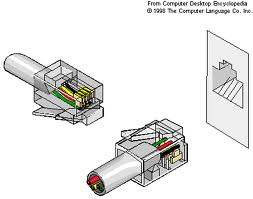 From Computer Desktop Encyclopedia
© 1998 The Computer Language Co. Inc.